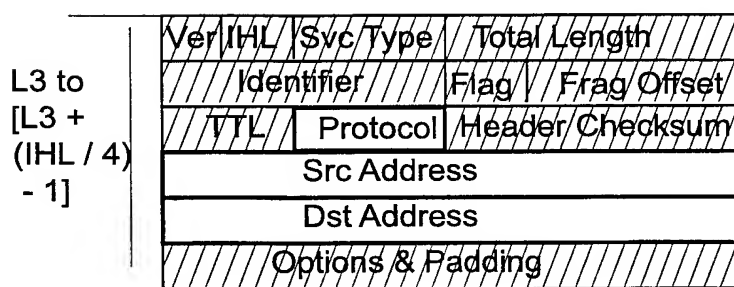 Ver IHL Svc Type Total Length
Identifier Flag Frag Offset
TTL Protocol Header Checksum
Src Address
Dst Address
Options & Padding
L3 to
[L3 +
(IHL / 4)
- 1]